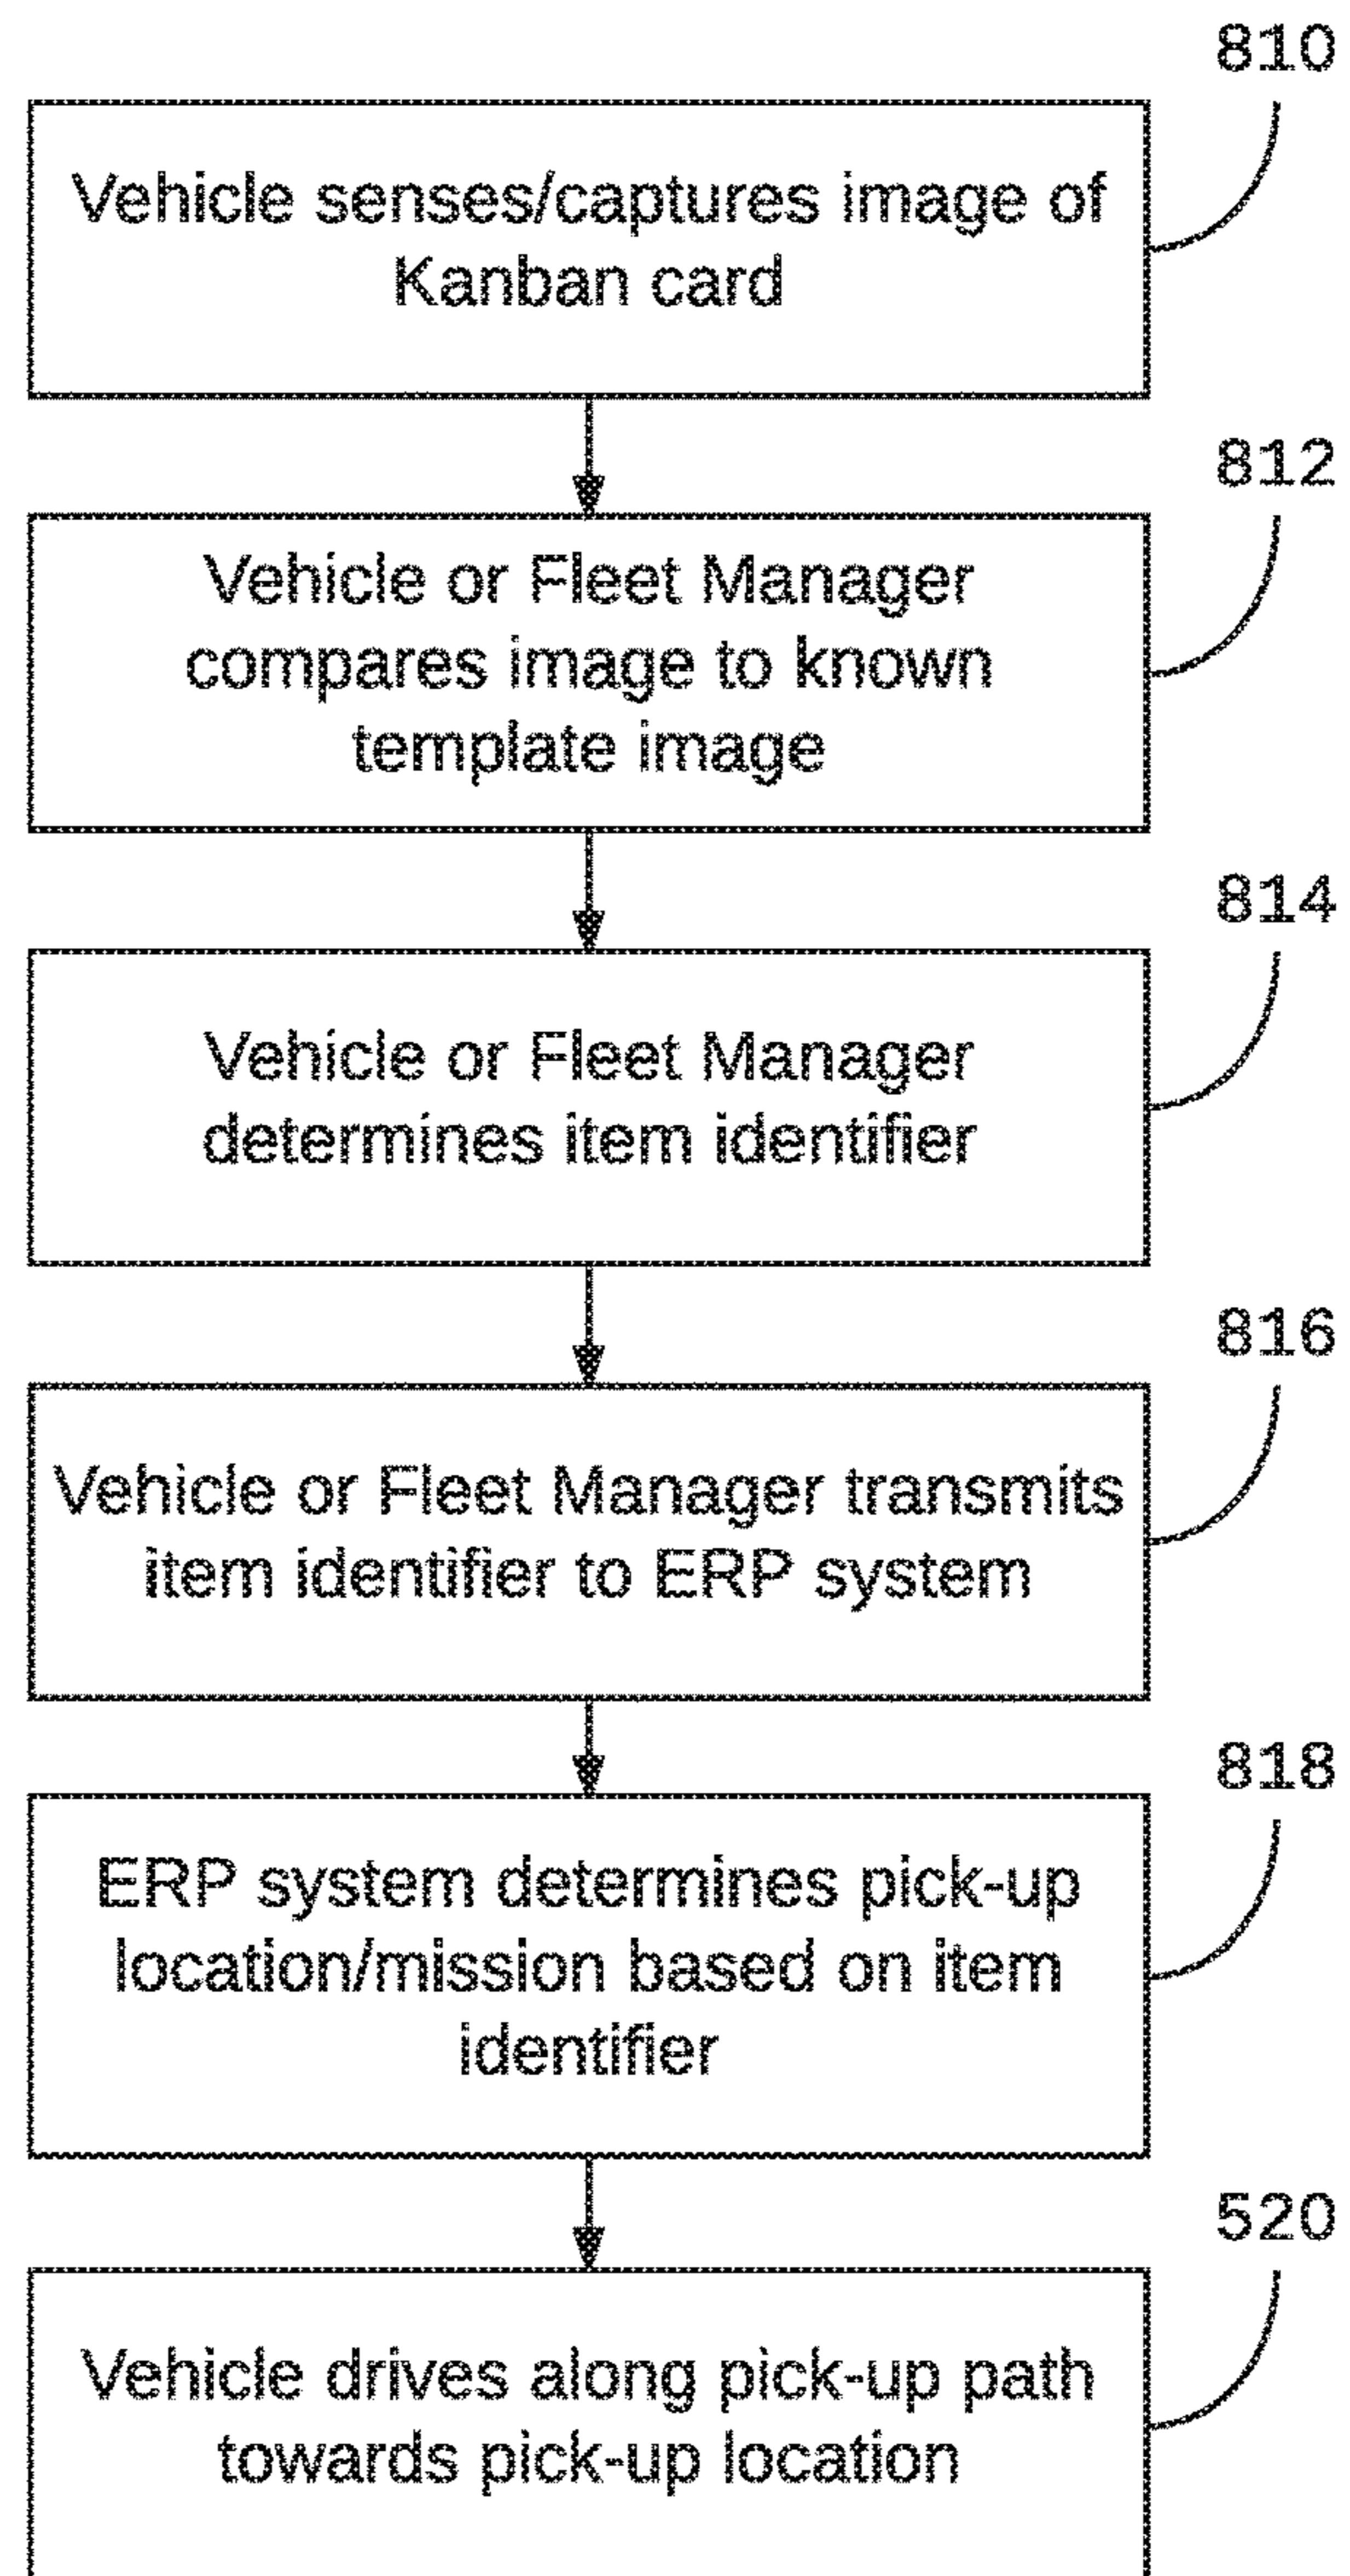 810
Vehicle senses/captures image of
Kanban card
812
Vehicle or Fleet Manager
compares image to known
template image
814
Vehicle or Fleet Manager
determines item identifier
816
Vehicle or Fleet Manager transmits
item identifier to ERP system
818
ERP system determines pick-up
location/mission based on item
identifier
520
Vehicle drives along pick-up path
towards pick-up location